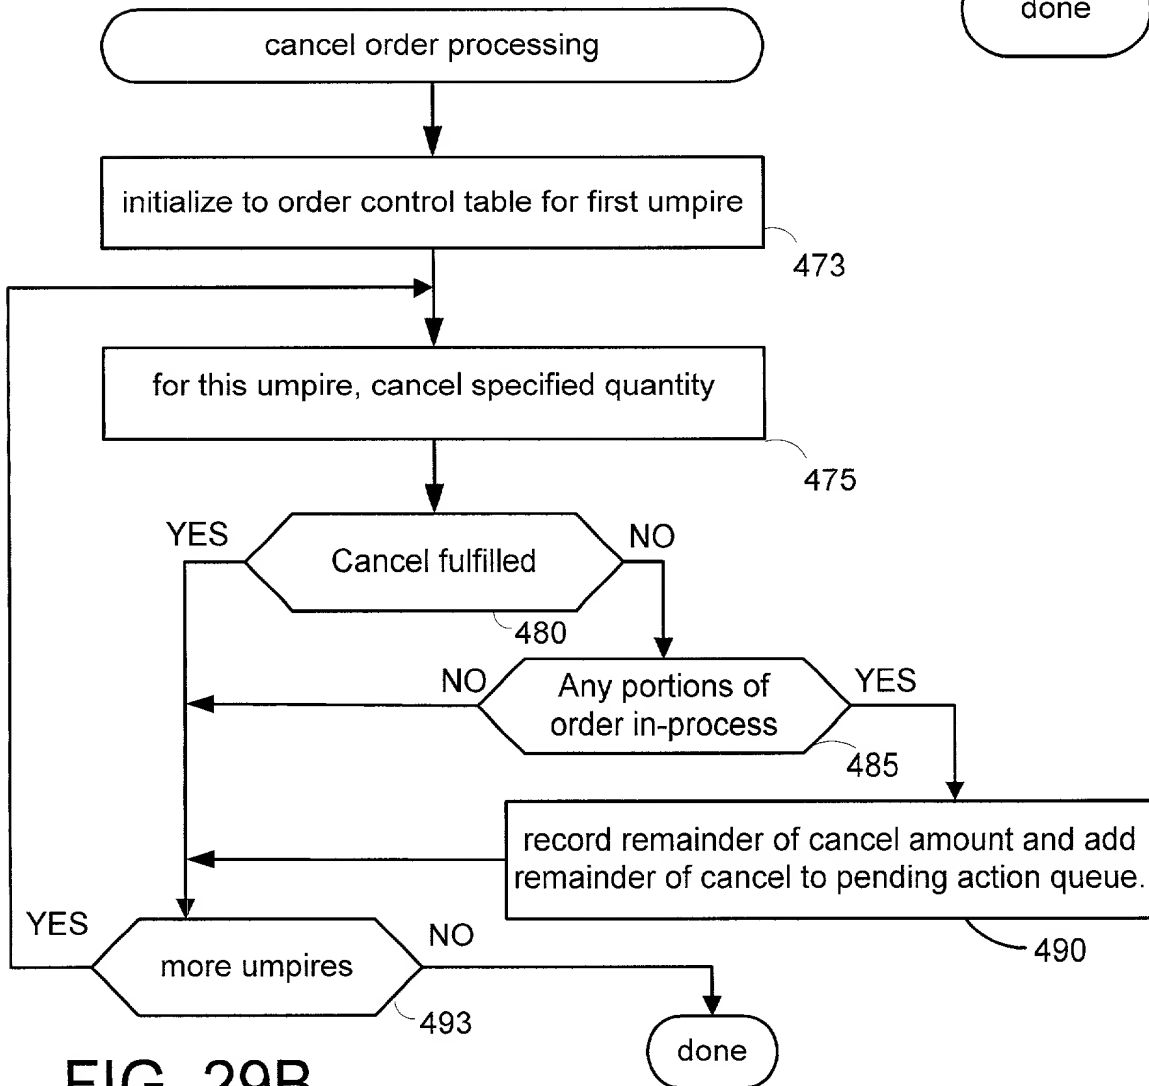 done
cancel order processing
initialize to order control table for first umpire
473
for this umpire, cancel specified quantity
475
YES
Cancel fulfilled
NO
480
NO
Any portions of
order in-process
YES
485
record remainder of cancel amount and add
remainder of cancel to pending action queue.
490
YES
more umpires
NO
493
done
FIG. 29B